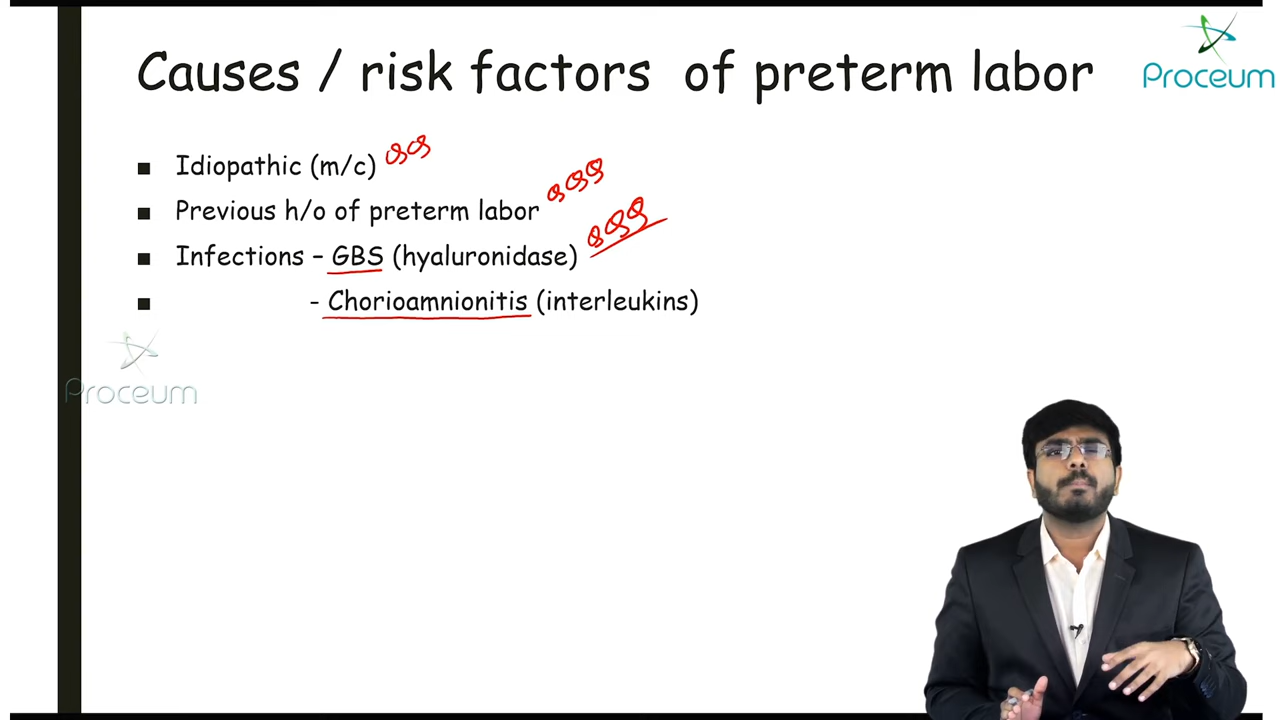 Causes / risk factors of preterm labor
Proceum
Idiopathic (m/c)
Previous h/o of preterm labor
Infections – GBS (hyaluronidase)
- Chorioamnionitis (interleukins)
Proceum